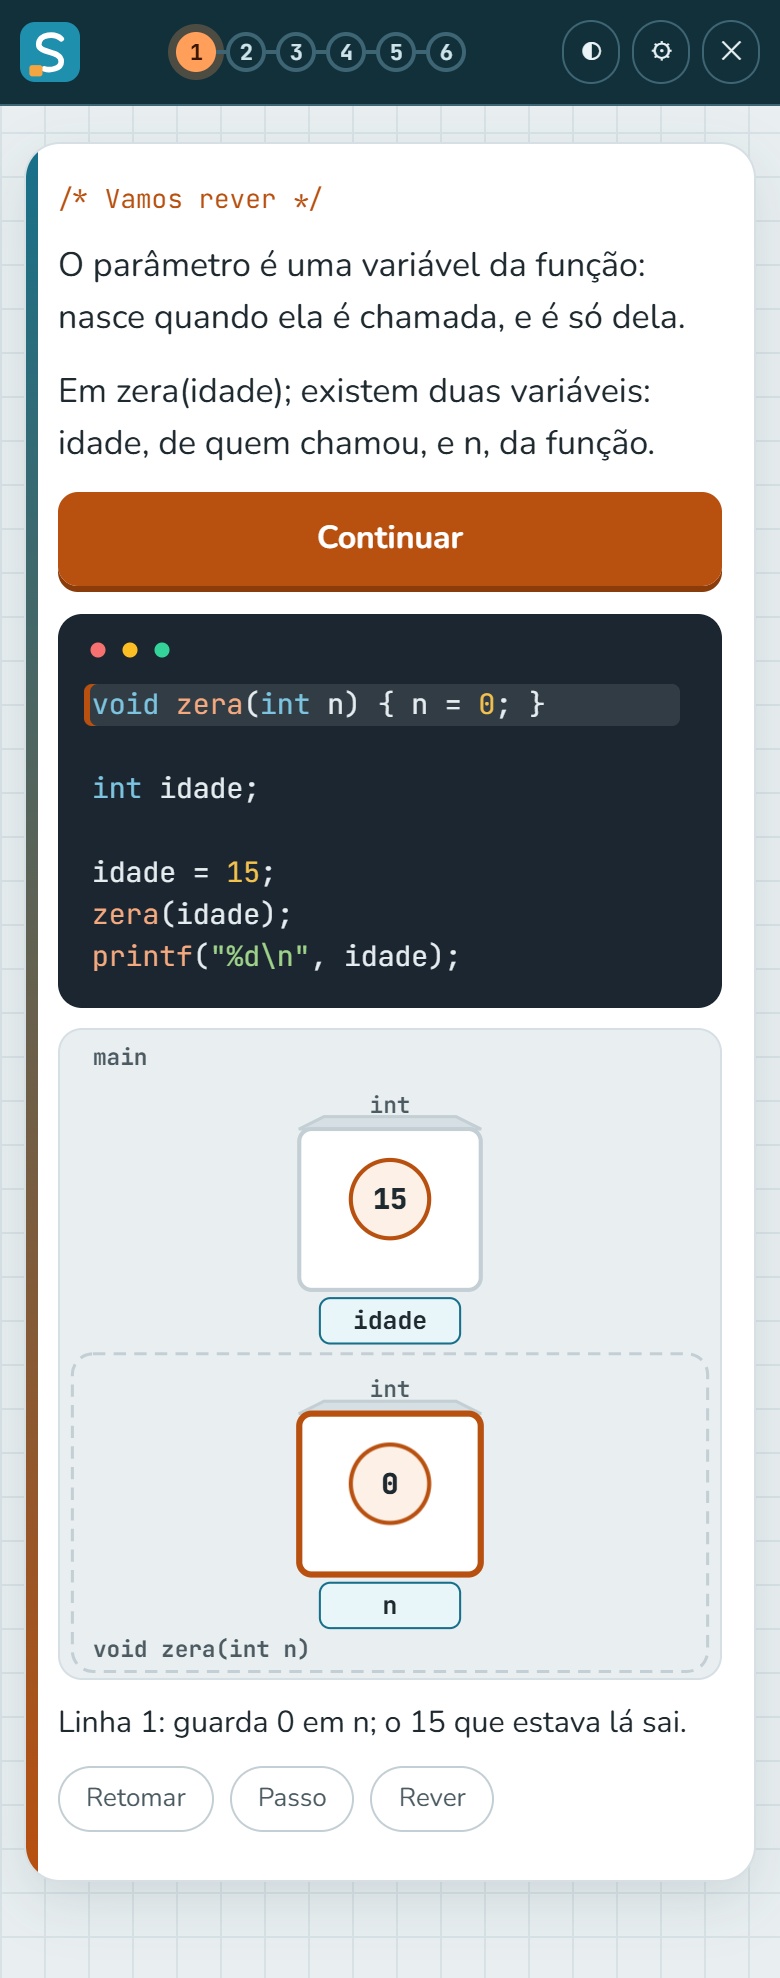 S
1 2 3 4 5 6
/* Vamos rever */
O parâmetro é uma variável da função:
nasce quando ela é chamada, e é só dela.
Em zera(idade); existem duas variáveis:
idade, de quem chamou, e n, da função.
Continuar
void zera(int n) { n = 0; }
int idade;
idade = 15;
zera(idade);
printf("%d\n", idade);
main
int
15
idade
int
0
n
void zera(int n)
Linha 1: guarda 0 em n; o 15 que estava lá sai.
Retomar Passo Rever